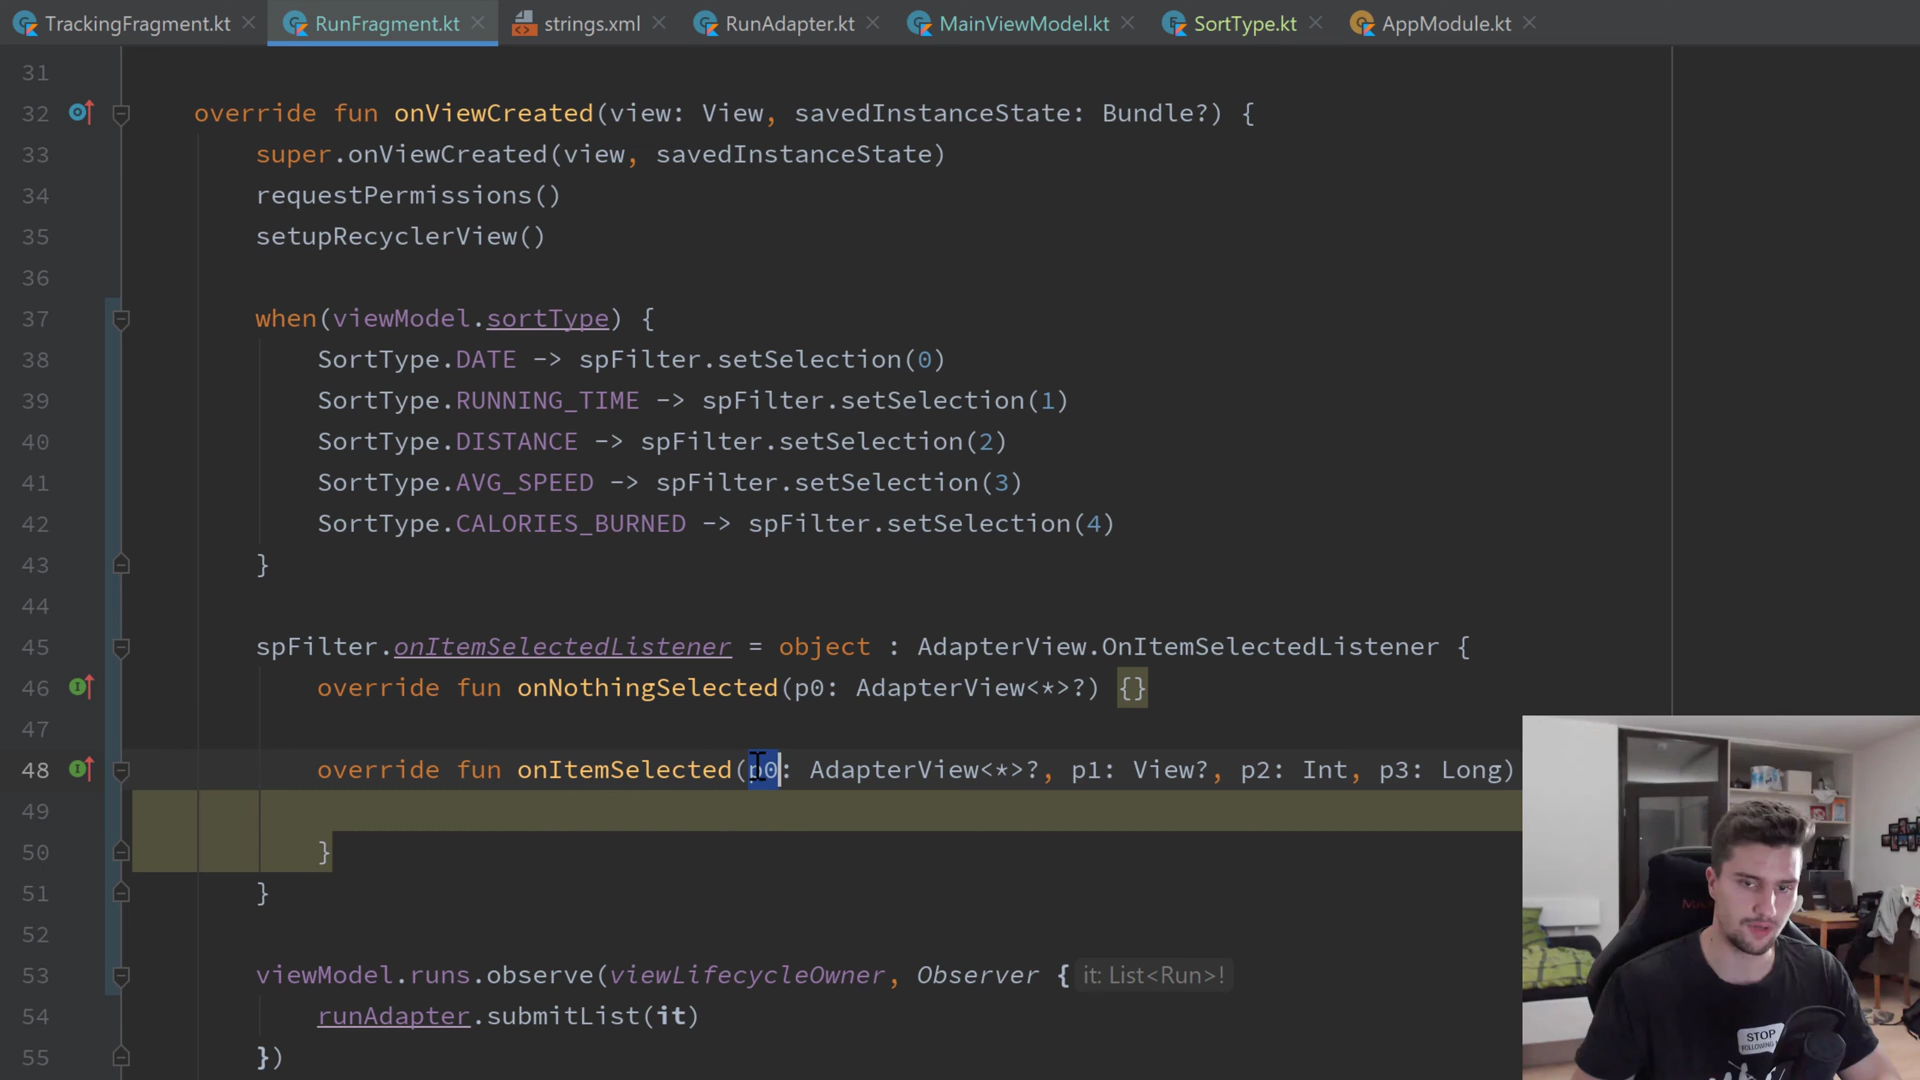 TrackingFragment.kt RunFragment.kt strings.xml RunAdapter.kt MainViewModel.kt SortType.kt AppModule.kt
31
32 override fun onViewCreated(view: View, savedInstanceState: Bundle?) {
33 super.onViewCreated(view, savedInstanceState)
34 requestPermissions()
35 setupRecyclerView()
36
37 when(viewModel.sortType) {
38 SortType.DATE -> spFilter.setSelection(0)
39 SortType.RUNNING_TIME -> spFilter.setSelection(1)
40 SortType.DISTANCE -> spFilter.setSelection(2)
41 SortType.AVG_SPEED -> spFilter.setSelection(3)
42 SortType.CALORIES_BURNED -> spFilter.setSelection(4)
43 }
44
45 spFilter.onItemSelectedListener = object : AdapterView.OnItemSelectedListener {
46 override fun onNothingSelected(p0: AdapterView<*>?) {}
47
48 override fun onItemSelected(p0: AdapterView<*>?, p1: View?, p2: Int, p3: Long)
49
50 }
51 }
52
53 viewModel.runs.observe(viewLifecycleOwner, Observer { it: List<Run>!
54 runAdapter.submitList(it)
55 })
STOP